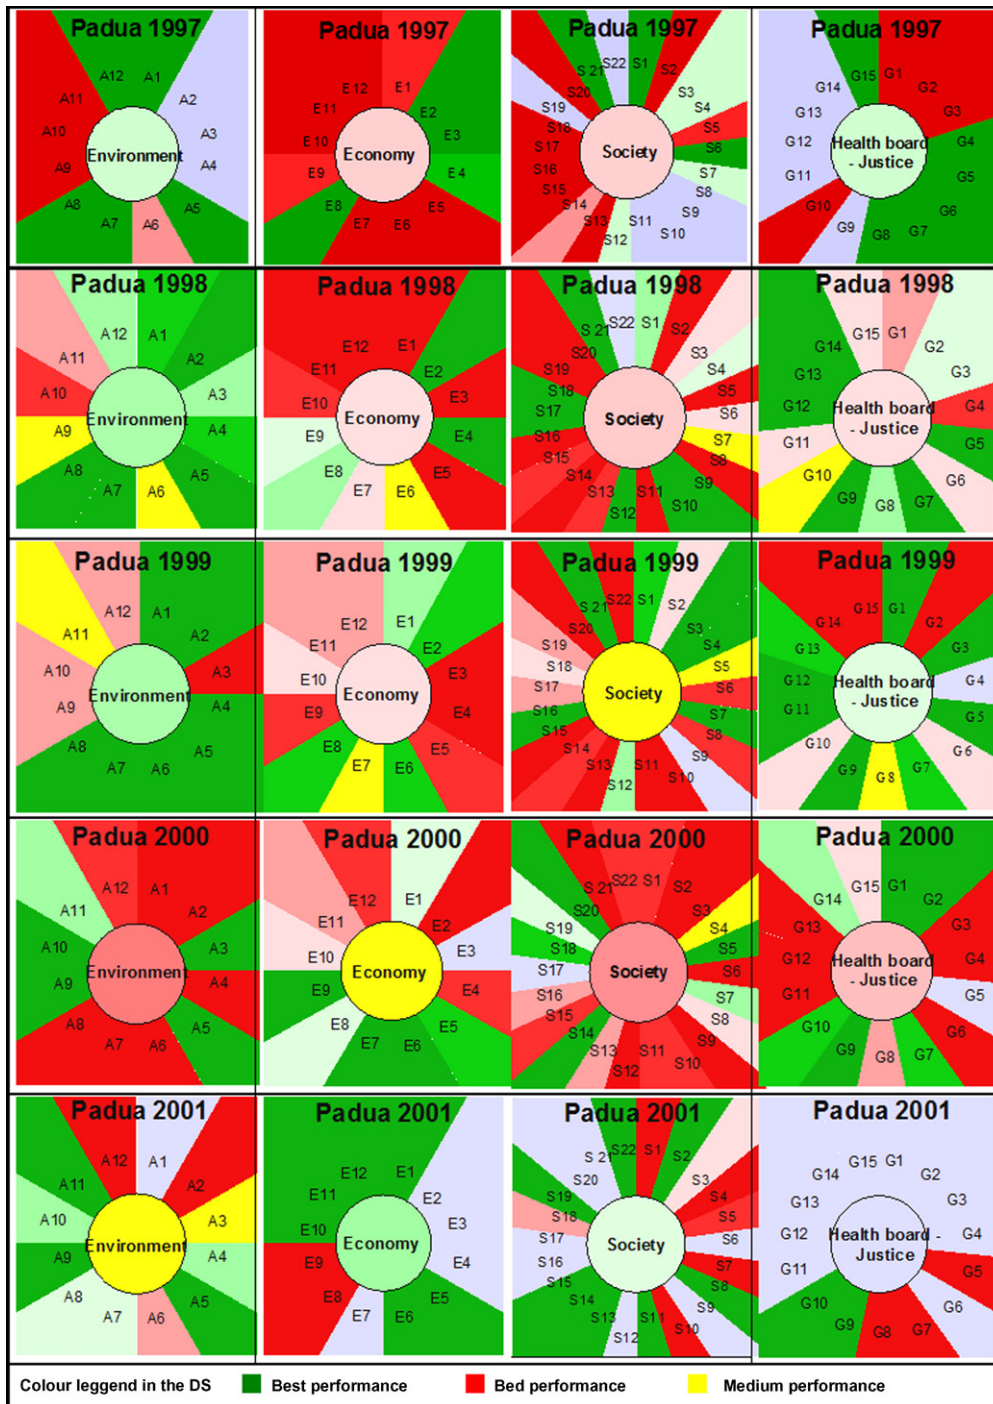 Padua 1997 Padua 1997 Padua 1997 Padua 1997
A12 A1 A2 A3 A4 A5 A6 A7 A8 A9 A10 A11
Environment
E12 E1 E2 E3 E4 E5 E6 E7 E8 E9 E10 E11
Economy
S22 S1 S2 S3 S4 S5 S6 S7 S8 S9 S10 S11 S12 S13 S14 S15 S16 S17 S18 S19 S20 S 21
Society
G15 G1 G2 G3 G4 G5 G6 G7 G8 G9 G10 G11 G12 G13 G14
Health board
- Justice
Padua 1998 Padua 1998 Padua 1998 Padua 1998
A12 A1 A2 A3 A4 A5 A6 A7 A8 A9 A10 A11
Environment
E12 E1 E2 E3 E4 E5 E6 E7 E8 E9 E10 E11
Economy
S22 S1 S2 S3 S4 S5 S6 S7 S8 S9 S10 S11 S12 S13 S14 S15 S16 S17 S18 S19 S20 S 21
Society
G15 G1 G2 G3 G4 G5 G6 G7 G8 G9 G10 G11 G12 G13 G14
Health board
- Justice
Padua 1999 Padua 1999 Padua 1999 Padua 1999
A12 A1 A2 A3 A4 A5 A6 A7 A8 A9 A10 A11
Environment
E12 E1 E2 E3 E4 E5 E6 E7 E8 E9 E10 E11
Economy
S22 S1 S2 S3 S4 S5 S6 S7 S8 S9 S10 S11 S12 S13 S14 S15 S16 S17 S18 S19 S20 S 21
Society
G15 G1 G2 G3 G4 G5 G6 G7 G8 G9 G10 G11 G12 G13 G14
Health board
- Justice
Padua 2000 Padua 2000 Padua 2000 Padua 2000
A12 A1 A2 A3 A4 A5 A6 A7 A8 A9 A10 A11
Environment
E12 E1 E2 E3 E4 E5 E6 E7 E8 E9 E10 E11
Economy
S22 S1 S2 S3 S4 S5 S6 S7 S8 S9 S10 S11 S12 S13 S14 S15 S16 S17 S18 S19 S20 S 21
Society
G15 G1 G2 G3 G4 G5 G6 G7 G8 G9 G10 G11 G12 G13 G14
Health board
- Justice
Padua 2001 Padua 2001 Padua 2001 Padua 2001
A12 A1 A2 A3 A4 A5 A6 A7 A8 A9 A10 A11
Environment
E12 E1 E2 E3 E4 E5 E6 E7 E8 E9 E10 E11
Economy
S22 S1 S2 S3 S4 S5 S6 S7 S8 S9 S10 S11 S12 S13 S14 S15 S16 S17 S18 S19 S20 S 21
Society
G15 G1 G2 G3 G4 G5 G6 G7 G8 G9 G10 G11 G12 G13 G14
Health board -
Justice
Colour leggend in the DS Best performance Bed performance Medium performance